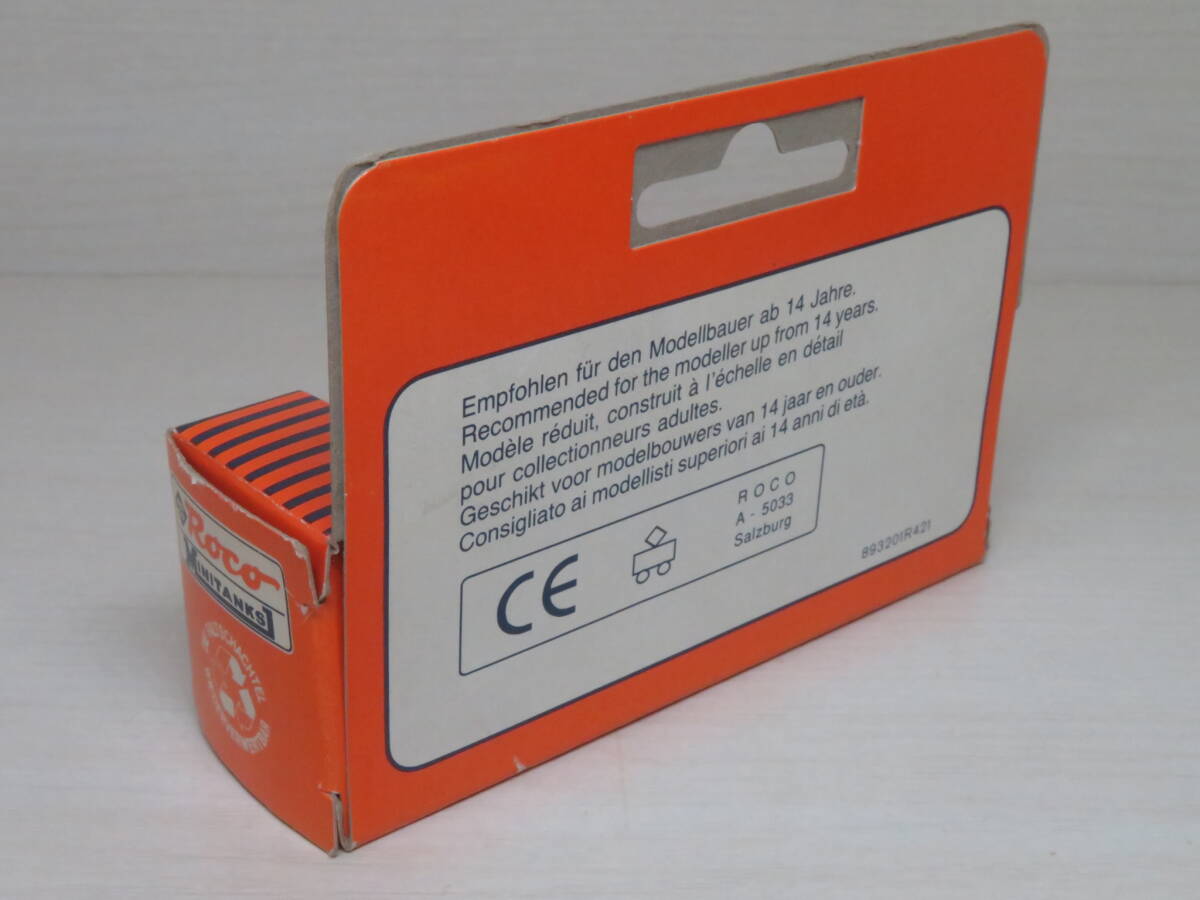 Empfohlen für den Modellbauer ab 14 Jahre.
Recommended for the modeller up from 14 years.
Modèle réduit, construit à l'échelle en détail
pour collectionneurs adultes.
Geschikt voor modelbouwers van 14 jaar en ouder.
Consigliato ai modellisti superiori ai 14 anni di età.
CE
ROCO
A - 5033
Salzburg
893201R421
Roco
MINITANKS
SCHACHTEL